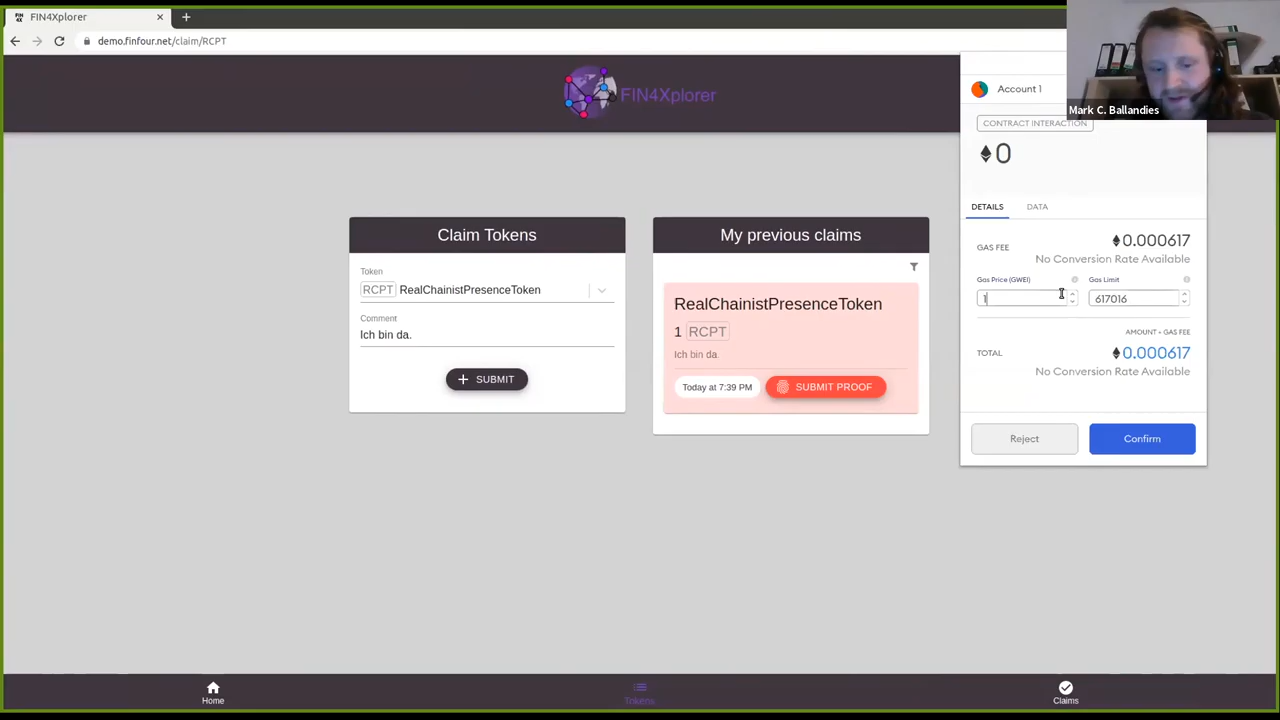 FIN4Xplorer
demo.finfour.net/claim/RCPT
FIN4Xplorer
Mark C. Ballandies
Account 1
CONTRACT INTERACTION
0
DETAILS
DATA
GAS FEE
0.000617
No Conversion Rate Available
Gas Price (GWEI)
Gas Limit
1
617016
AMOUNT + GAS FEE
TOTAL
0.000617
No Conversion Rate Available
Reject
Confirm
Claim Tokens
Token
RCPT RealChainistPresenceToken
Comment
Ich bin da.
SUBMIT
My previous claims
RealChainistPresenceToken
1 RCPT
Ich bin da.
Today at 7:39 PM
SUBMIT PROOF
Home
Tokens
Claims